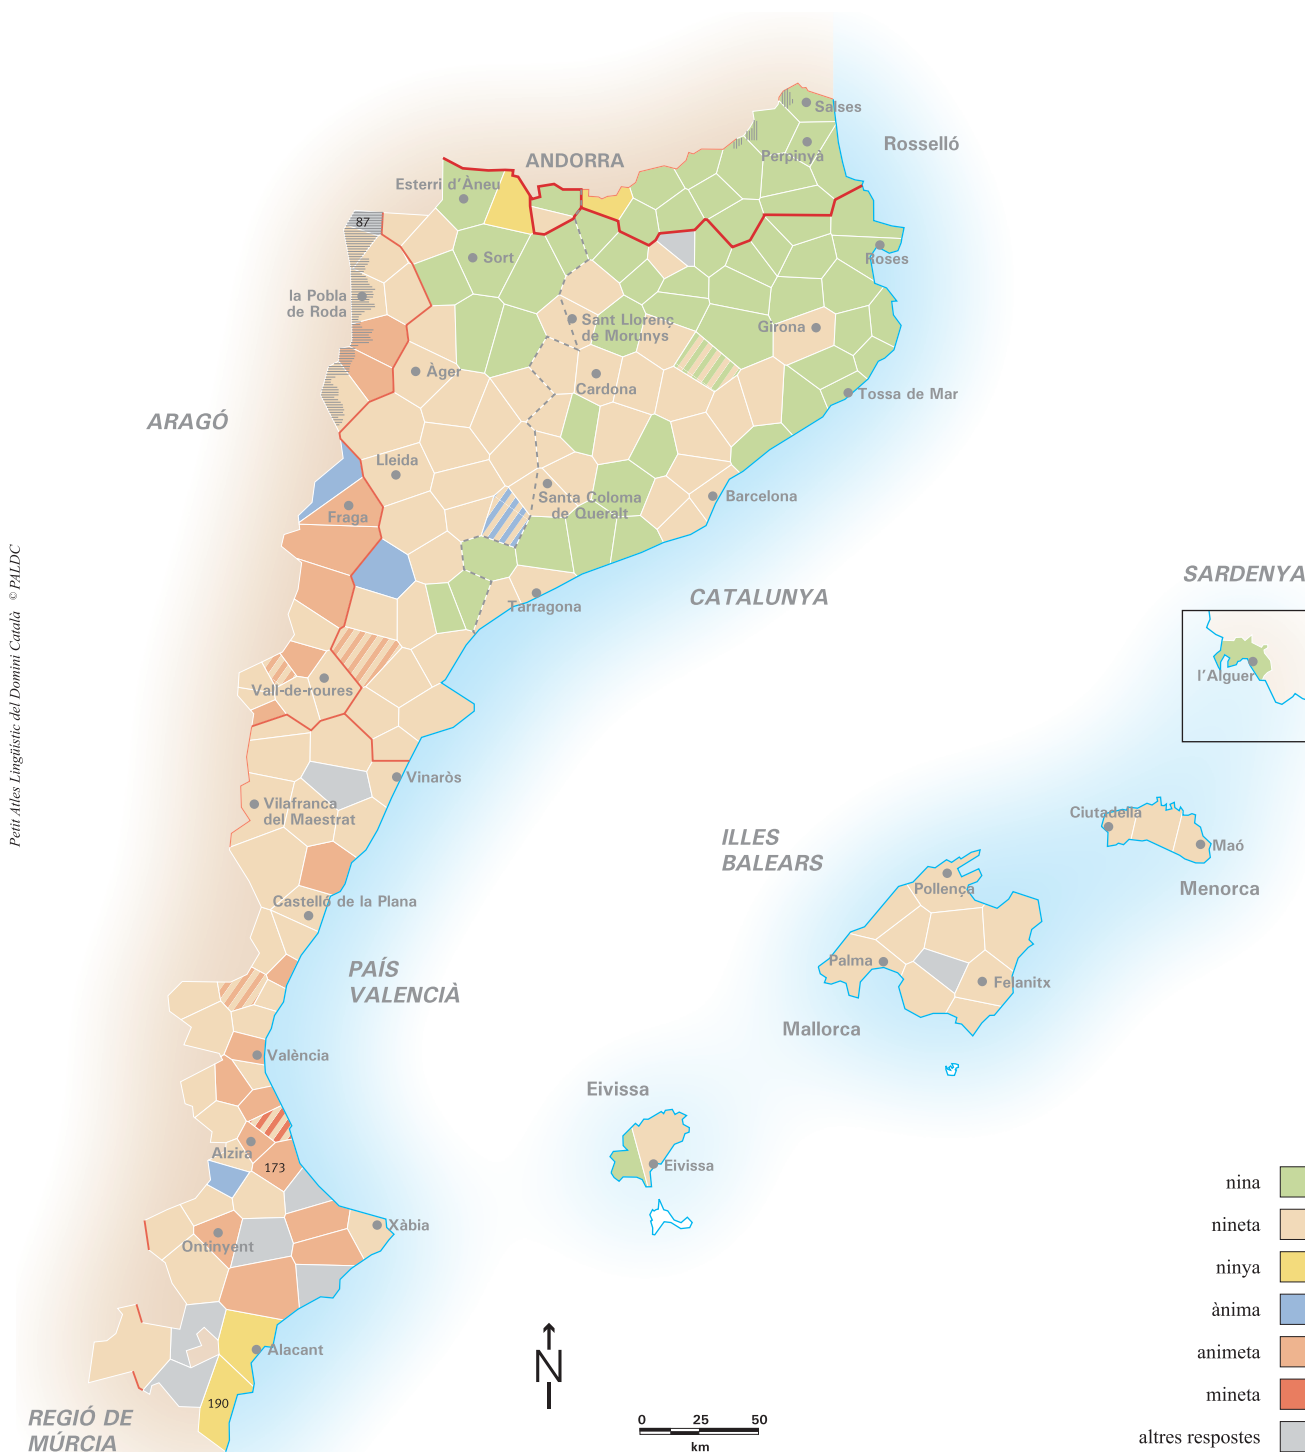 Salses
Rosselló
Perpinyà
ANDORRA
Esterri d'Àneu
87
Roses
Sort
la Pobla
de Roda
Sant Llorenç
de Morunys
Girona
Àger
Cardona
Tossa de Mar
ARAGÓ
Lleida
Santa Coloma
de Queralt
Barcelona
Fraga
Petit Atles Lingüístic del Domini Català © PALDC
SARDENYA
CATALUNYA
Tarragona
l'Alguer
Vall-de-roures
Vinaròs
Vilafranca
del Maestrat
Ciutadella
ILLES
BALEARS
Maó
Pollença
Menorca
Castelló de la Plana
PAÍS
VALENCIÀ
Palma
Felanitx
Mallorca
València
Eivissa
Alzira
173
Eivissa
nina
Xàbia
nineta
Ontinyent
ninya
ànima
Alacant
animeta
N
mineta
190
REGIÓ DE
MÚRCIA
0 25 50
km
altres respostes